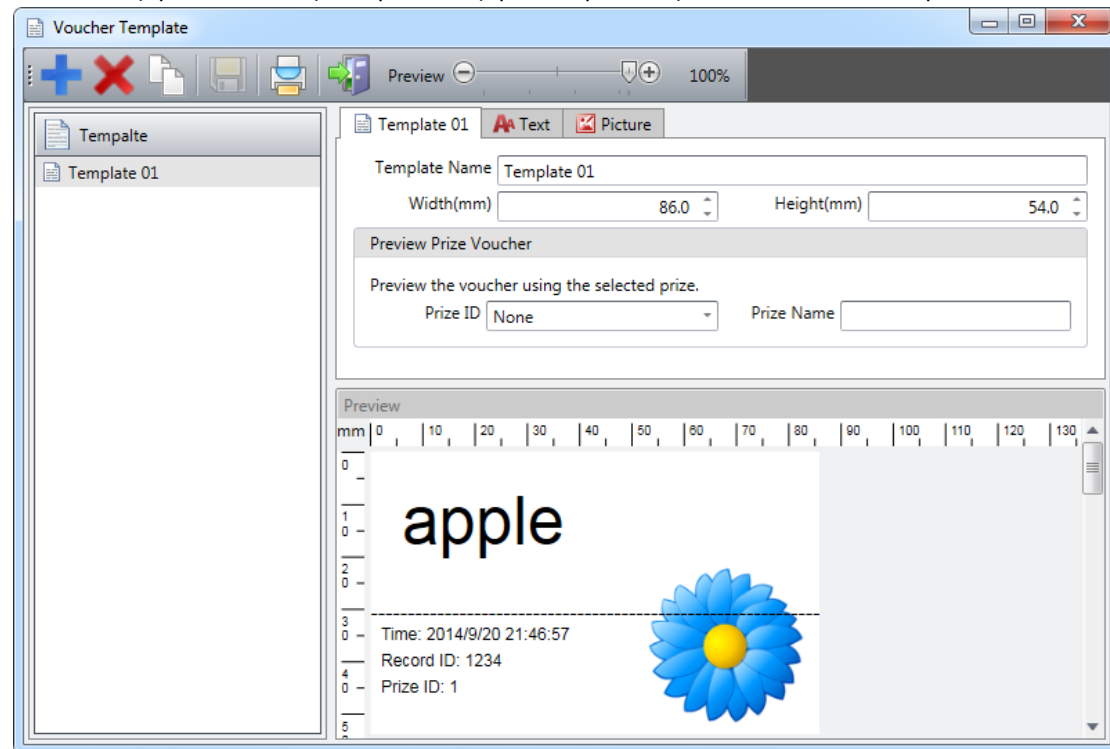 Voucher Template
Preview 100%
Tempalte
Template 01
Template 01 Text Picture
Template Name Template 01
Width(mm) 86.0 Height(mm) 54.0
Preview Prize Voucher
Preview the voucher using the selected prize.
Prize ID None Prize Name
Preview
mm 0 10 20 30 40 50 60 70 80 90 100 110 120 130
0
10
20
30
40
5
apple
Time: 2014/9/20 21:46:57
Record ID: 1234
Prize ID: 1